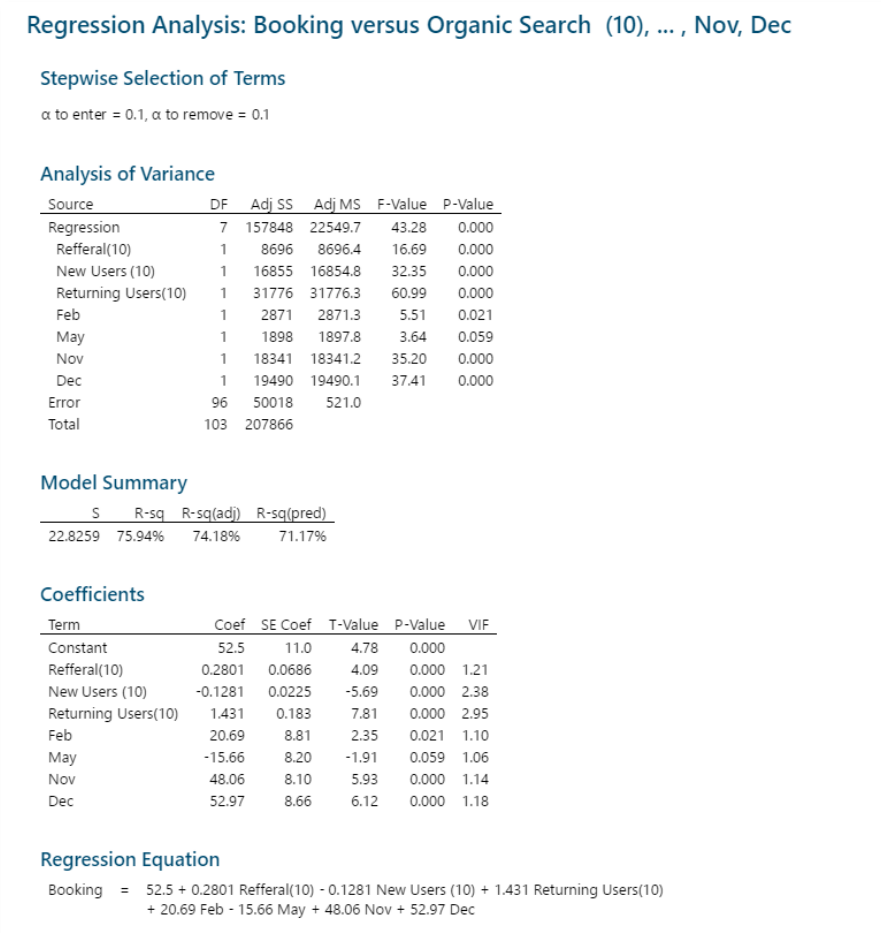 Regression Analysis: Booking versus Organic Search  (10), ... , Nov, Dec
Stepwise Selection of Terms
α to enter = 0.1, α to remove = 0.1
Analysis of Variance
Source DF Adj SS Adj MS F-Value P-Value
Regression 7 157848 22549.7 43.28 0.000
Refferal(10) 1 8696 8696.4 16.69 0.000
New Users (10) 1 16855 16854.8 32.35 0.000
Returning Users(10) 1 31776 31776.3 60.99 0.000
Feb 1 2871 2871.3 5.51 0.021
May 1 1898 1897.8 3.64 0.059
Nov 1 18341 18341.2 35.20 0.000
Dec 1 19490 19490.1 37.41 0.000
Error 96 50018 521.0
Total 103 207866
Model Summary
S R-sq R-sq(adj) R-sq(pred)
22.8259 75.94% 74.18% 71.17%
Coefficients
Term Coef SE Coef T-Value P-Value VIF
Constant 52.5 11.0 4.78 0.000
Refferal(10) 0.2801 0.0686 4.09 0.000 1.21
New Users (10) -0.1281 0.0225 -5.69 0.000 2.38
Returning Users(10) 1.431 0.183 7.81 0.000 2.95
Feb 20.69 8.81 2.35 0.021 1.10
May -15.66 8.20 -1.91 0.059 1.06
Nov 48.06 8.10 5.93 0.000 1.14
Dec 52.97 8.66 6.12 0.000 1.18
Regression Equation
Booking = 52.5 + 0.2801 Refferal(10) - 0.1281 New Users (10) + 1.431 Returning Users(10)
+ 20.69 Feb - 15.66 May + 48.06 Nov + 52.97 Dec